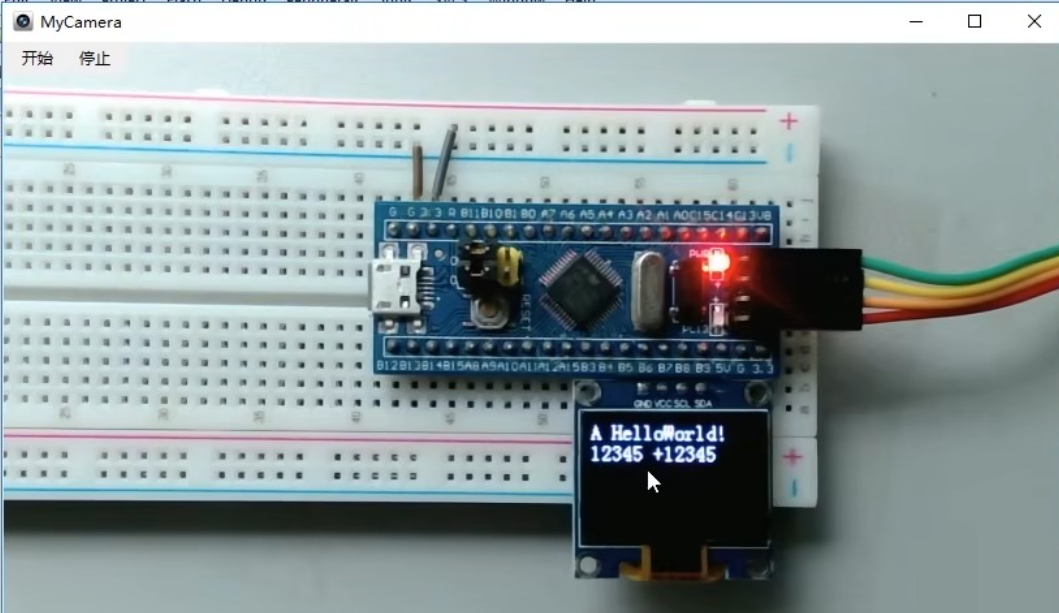 MyCamera
开始 停止
G G 3.3 R B11 B10 B1 B0 A7 A6 A5 A4 A3 A2 A1 A0 C15 C14 C13 VB
RESET
B12 B13 B14 B15 A8 A9 A10 A11 A12 A15 B3 B4 B5 B6 B7 B8 B9 5V G 3.3
GND VCC SCL SDA
A HelloWorld!
12345 +12345